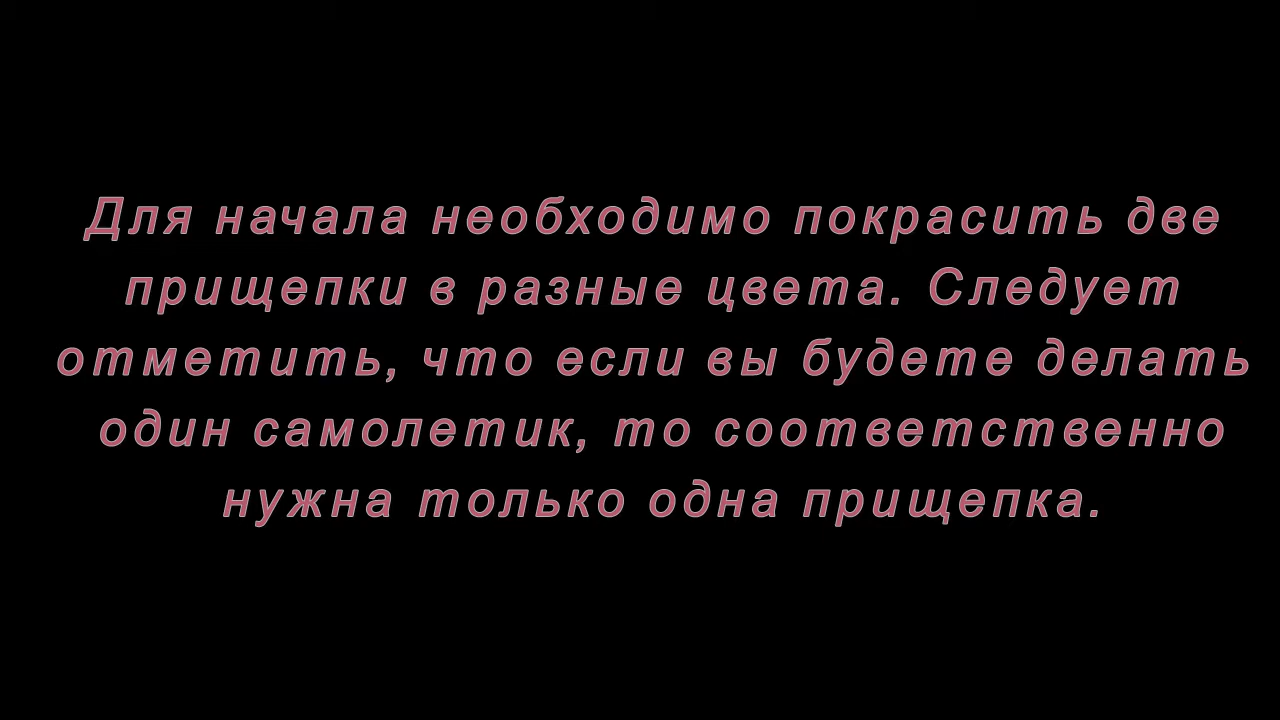 Для начала необходимо покрасить две
прищепки в разные цвета. Следует
отметить, что если вы будете делать
один самолетик, то соответственно
нужна только одна прищепка.